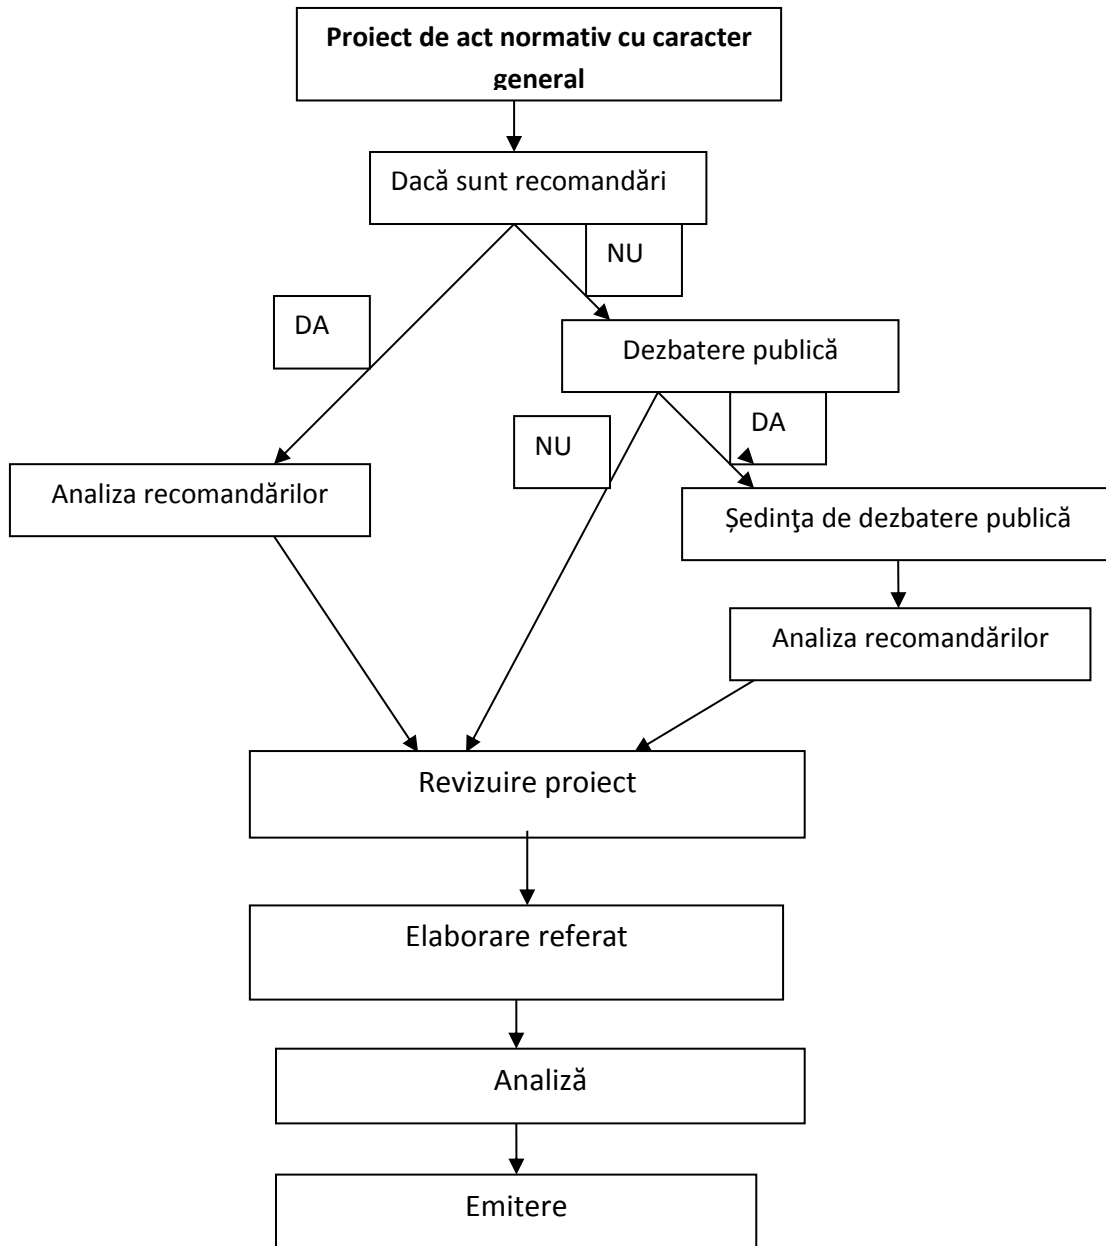 Proiect de act normativ cu caracter
general
Dacă sunt recomandări
NU
DA
Dezbatere publică
NU
DA
Analiza recomandărilor
Ședinţa de dezbatere publică
Analiza recomandărilor
Revizuire proiect
Elaborare referat
Analiză
Emitere